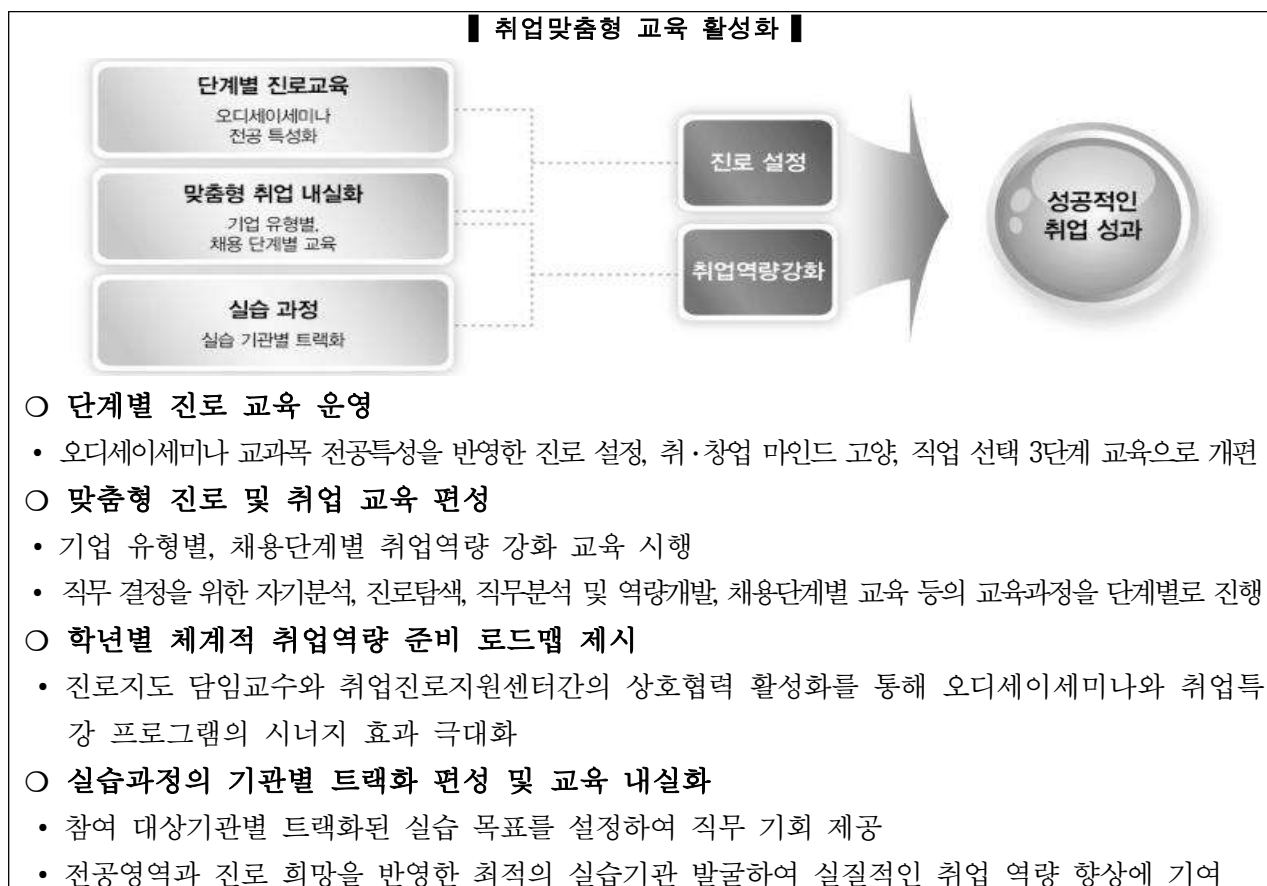 ▌취업맞춤형 교육 활성화▐
단계별 진로교육
오디세이세미나
전공 특성화
맞춤형 취업 내실화
기업 유형별,
채용 단계별 교육
실습 과정
실습 기관별 트랙화
진로 설정
취업역량강화
성공적인
취업 성과
❍ 단계별 진로 교육 운영
• 오디세이세미나 교과목 전공특성을 반영한 진로 설정, 취·창업 마인드 고양, 직업 선택 3단계 교육으로 개편
❍ 맞춤형 진로 및 취업 교육 편성
• 기업 유형별, 채용단계별 취업역량 강화 교육 시행
• 직무 결정을 위한 자기분석, 진로탐색, 직무분석 및 역량개발, 채용단계별 교육 등의 교육과정을 단계별로 진행
❍ 학년별 체계적 취업역량 준비 로드맵 제시
• 진로지도 담임교수와 취업진로지원센터간의 상호협력 활성화를 통해 오디세이세미나와 취업특
강 프로그램의 시너지 효과 극대화
❍ 실습과정의 기관별 트랙화 편성 및 교육 내실화
• 참여 대상기관별 트랙화된 실습 목표를 설정하여 직무 기회 제공
• 전공영역과 진로 희망을 반영한 최적의 실습기관 발굴하여 실질적인 취업 역량 향상에 기여